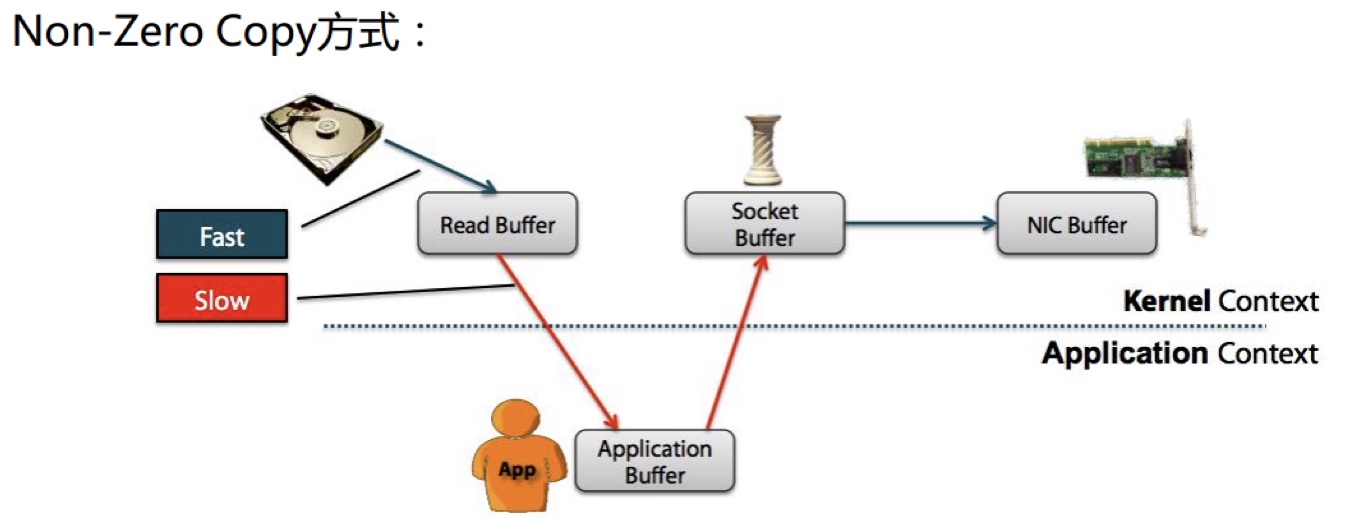 Non-Zero Copy方式：
Fast
Slow
Read Buffer
Socket
Buffer
NIC Buffer
Kernel Context
Application Context
App
Application
Buffer